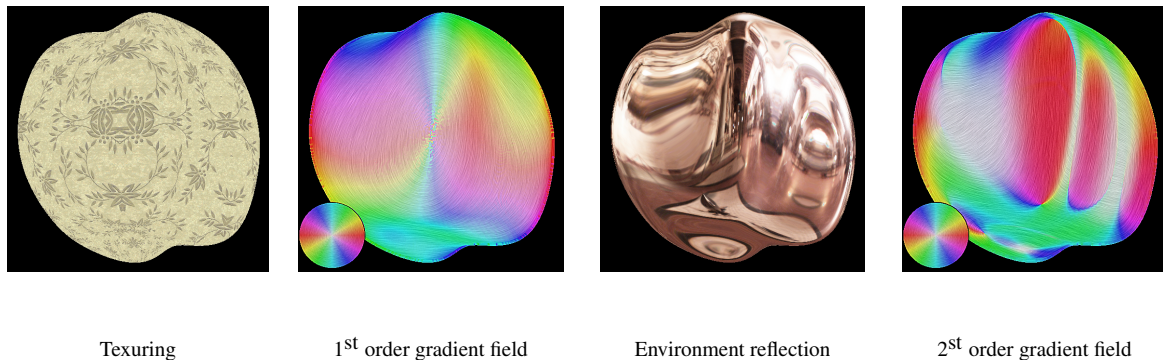 Texuring
1st order gradient field
Environment reflection
2st order gradient field